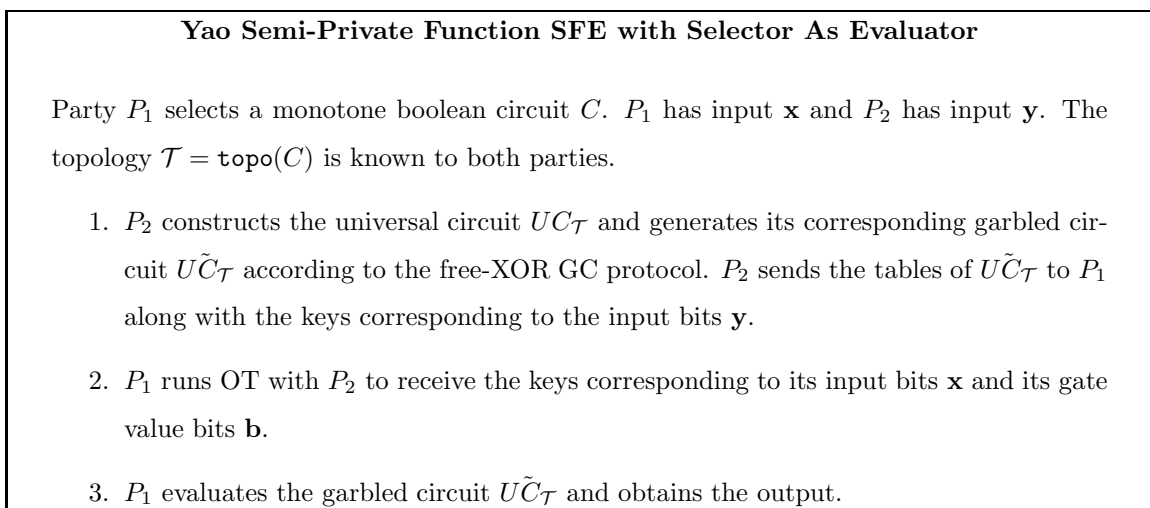 Yao Semi-Private Function SFE with Selector As Evaluator
Party P₁ selects a monotone boolean circuit C. P₁ has input x and P₂ has input y. The
topology 𝒯 = topo(C) is known to both parties.
1. P₂ constructs the universal circuit UC_𝒯 and generates its corresponding garbled cir-
cuit UC̃_𝒯 according to the free-XOR GC protocol. P₂ sends the tables of UC̃_𝒯 to P₁
along with the keys corresponding to the input bits y.
2. P₁ runs OT with P₂ to receive the keys corresponding to its input bits x and its gate
value bits b.
3. P₁ evaluates the garbled circuit UC̃_𝒯 and obtains the output.